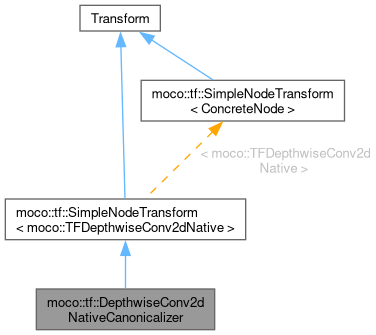 Transform
moco::tf::SimpleNodeTransform
< ConcreteNode >
< moco::TFDepthwiseConv2d
Native >
moco::tf::SimpleNodeTransform
< moco::TFDepthwiseConv2dNative >
moco::tf::DepthwiseConv2d
NativeCanonicalizer